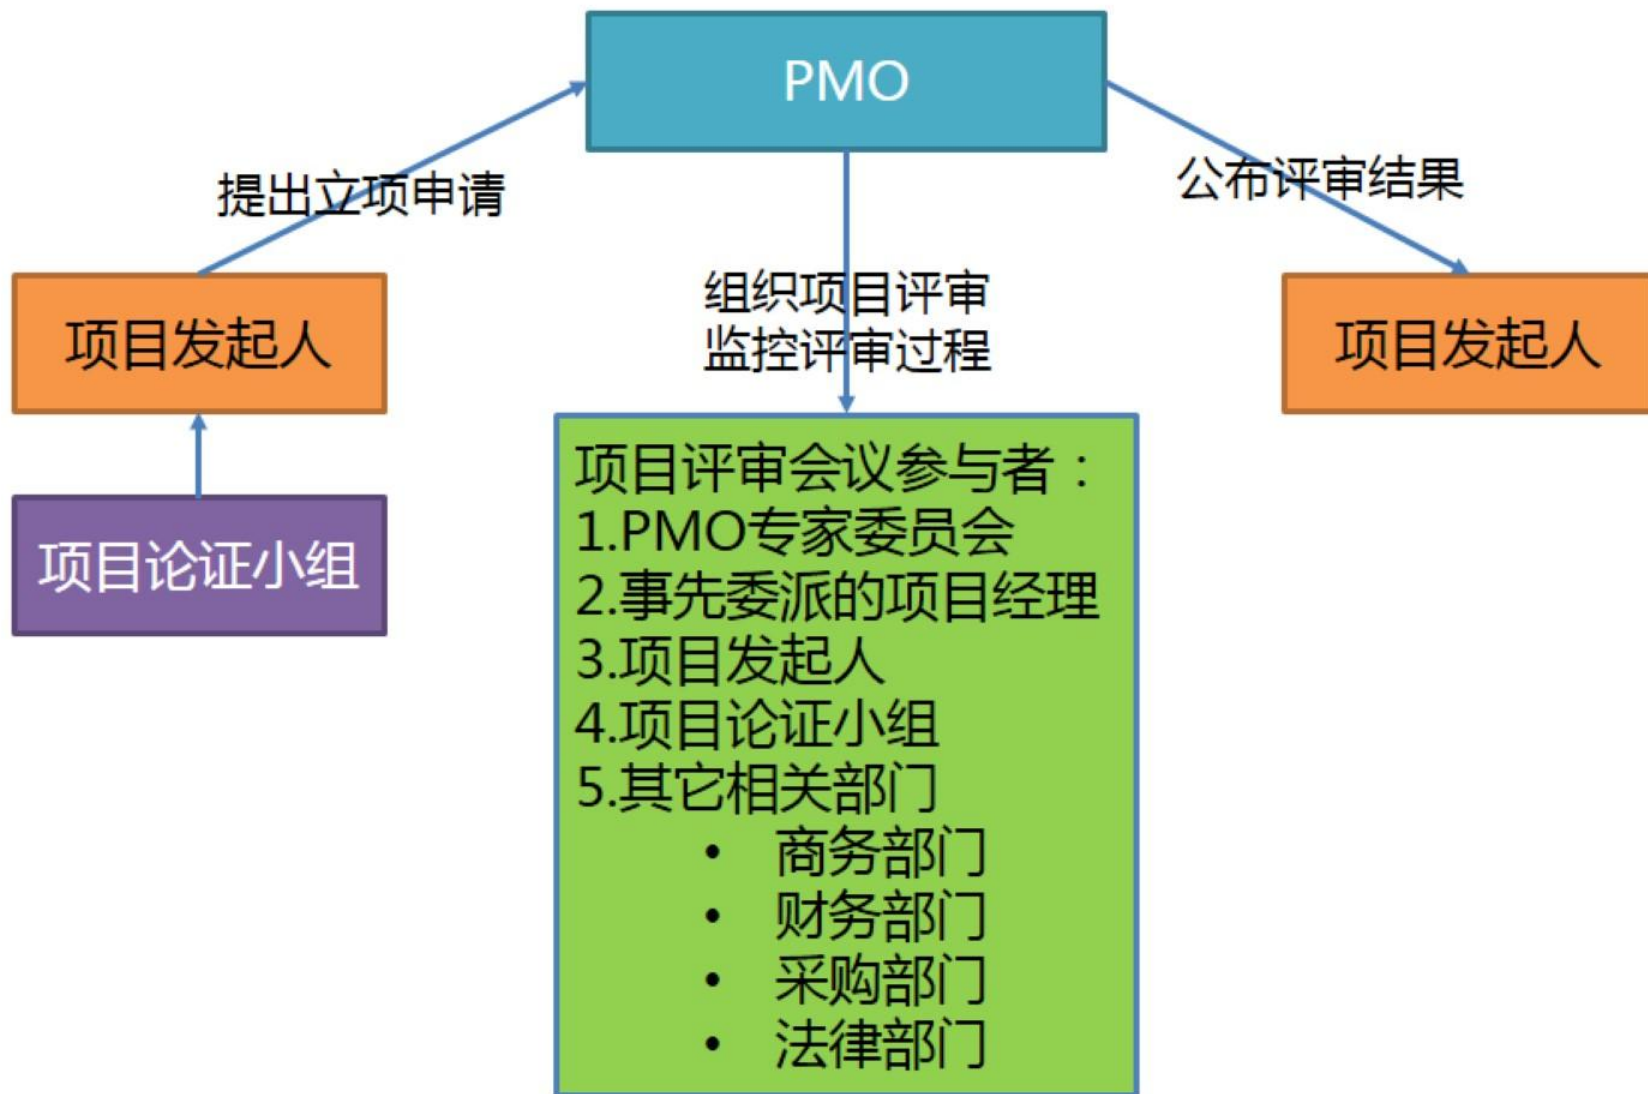 PMO
提出立项申请
公布评审结果
项目发起人
组织项目评审
监控评审过程
项目发起人
项目论证小组
项目评审会议参与者：
1.PMO专家委员会
2.事先委派的项目经理
3.项目发起人
4.项目论证小组
5.其它相关部门
• 商务部门
• 财务部门
• 采购部门
• 法律部门